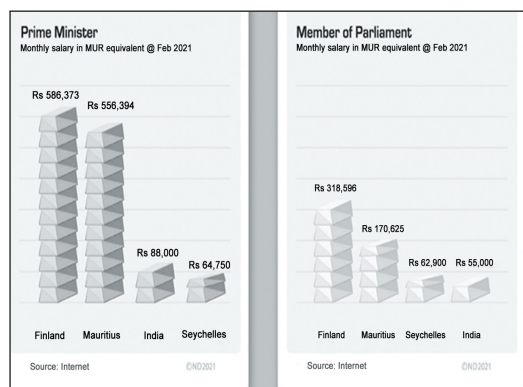 Prime Minister
Monthly salary in MUR equivalent @ Feb 2021
Rs 586,373
Rs 556,394
Rs 88,000
Rs 64,750
Finland Mauritius India Seychelles
Source: Internet ©ND2021
Member of Parliament
Monthly salary in MUR equivalent @ Feb 2021
Rs 318,596
Rs 170,625
Rs 62,900 Rs 55,000
Finland Mauritius Seychelles India
Source: Internet ©ND2021